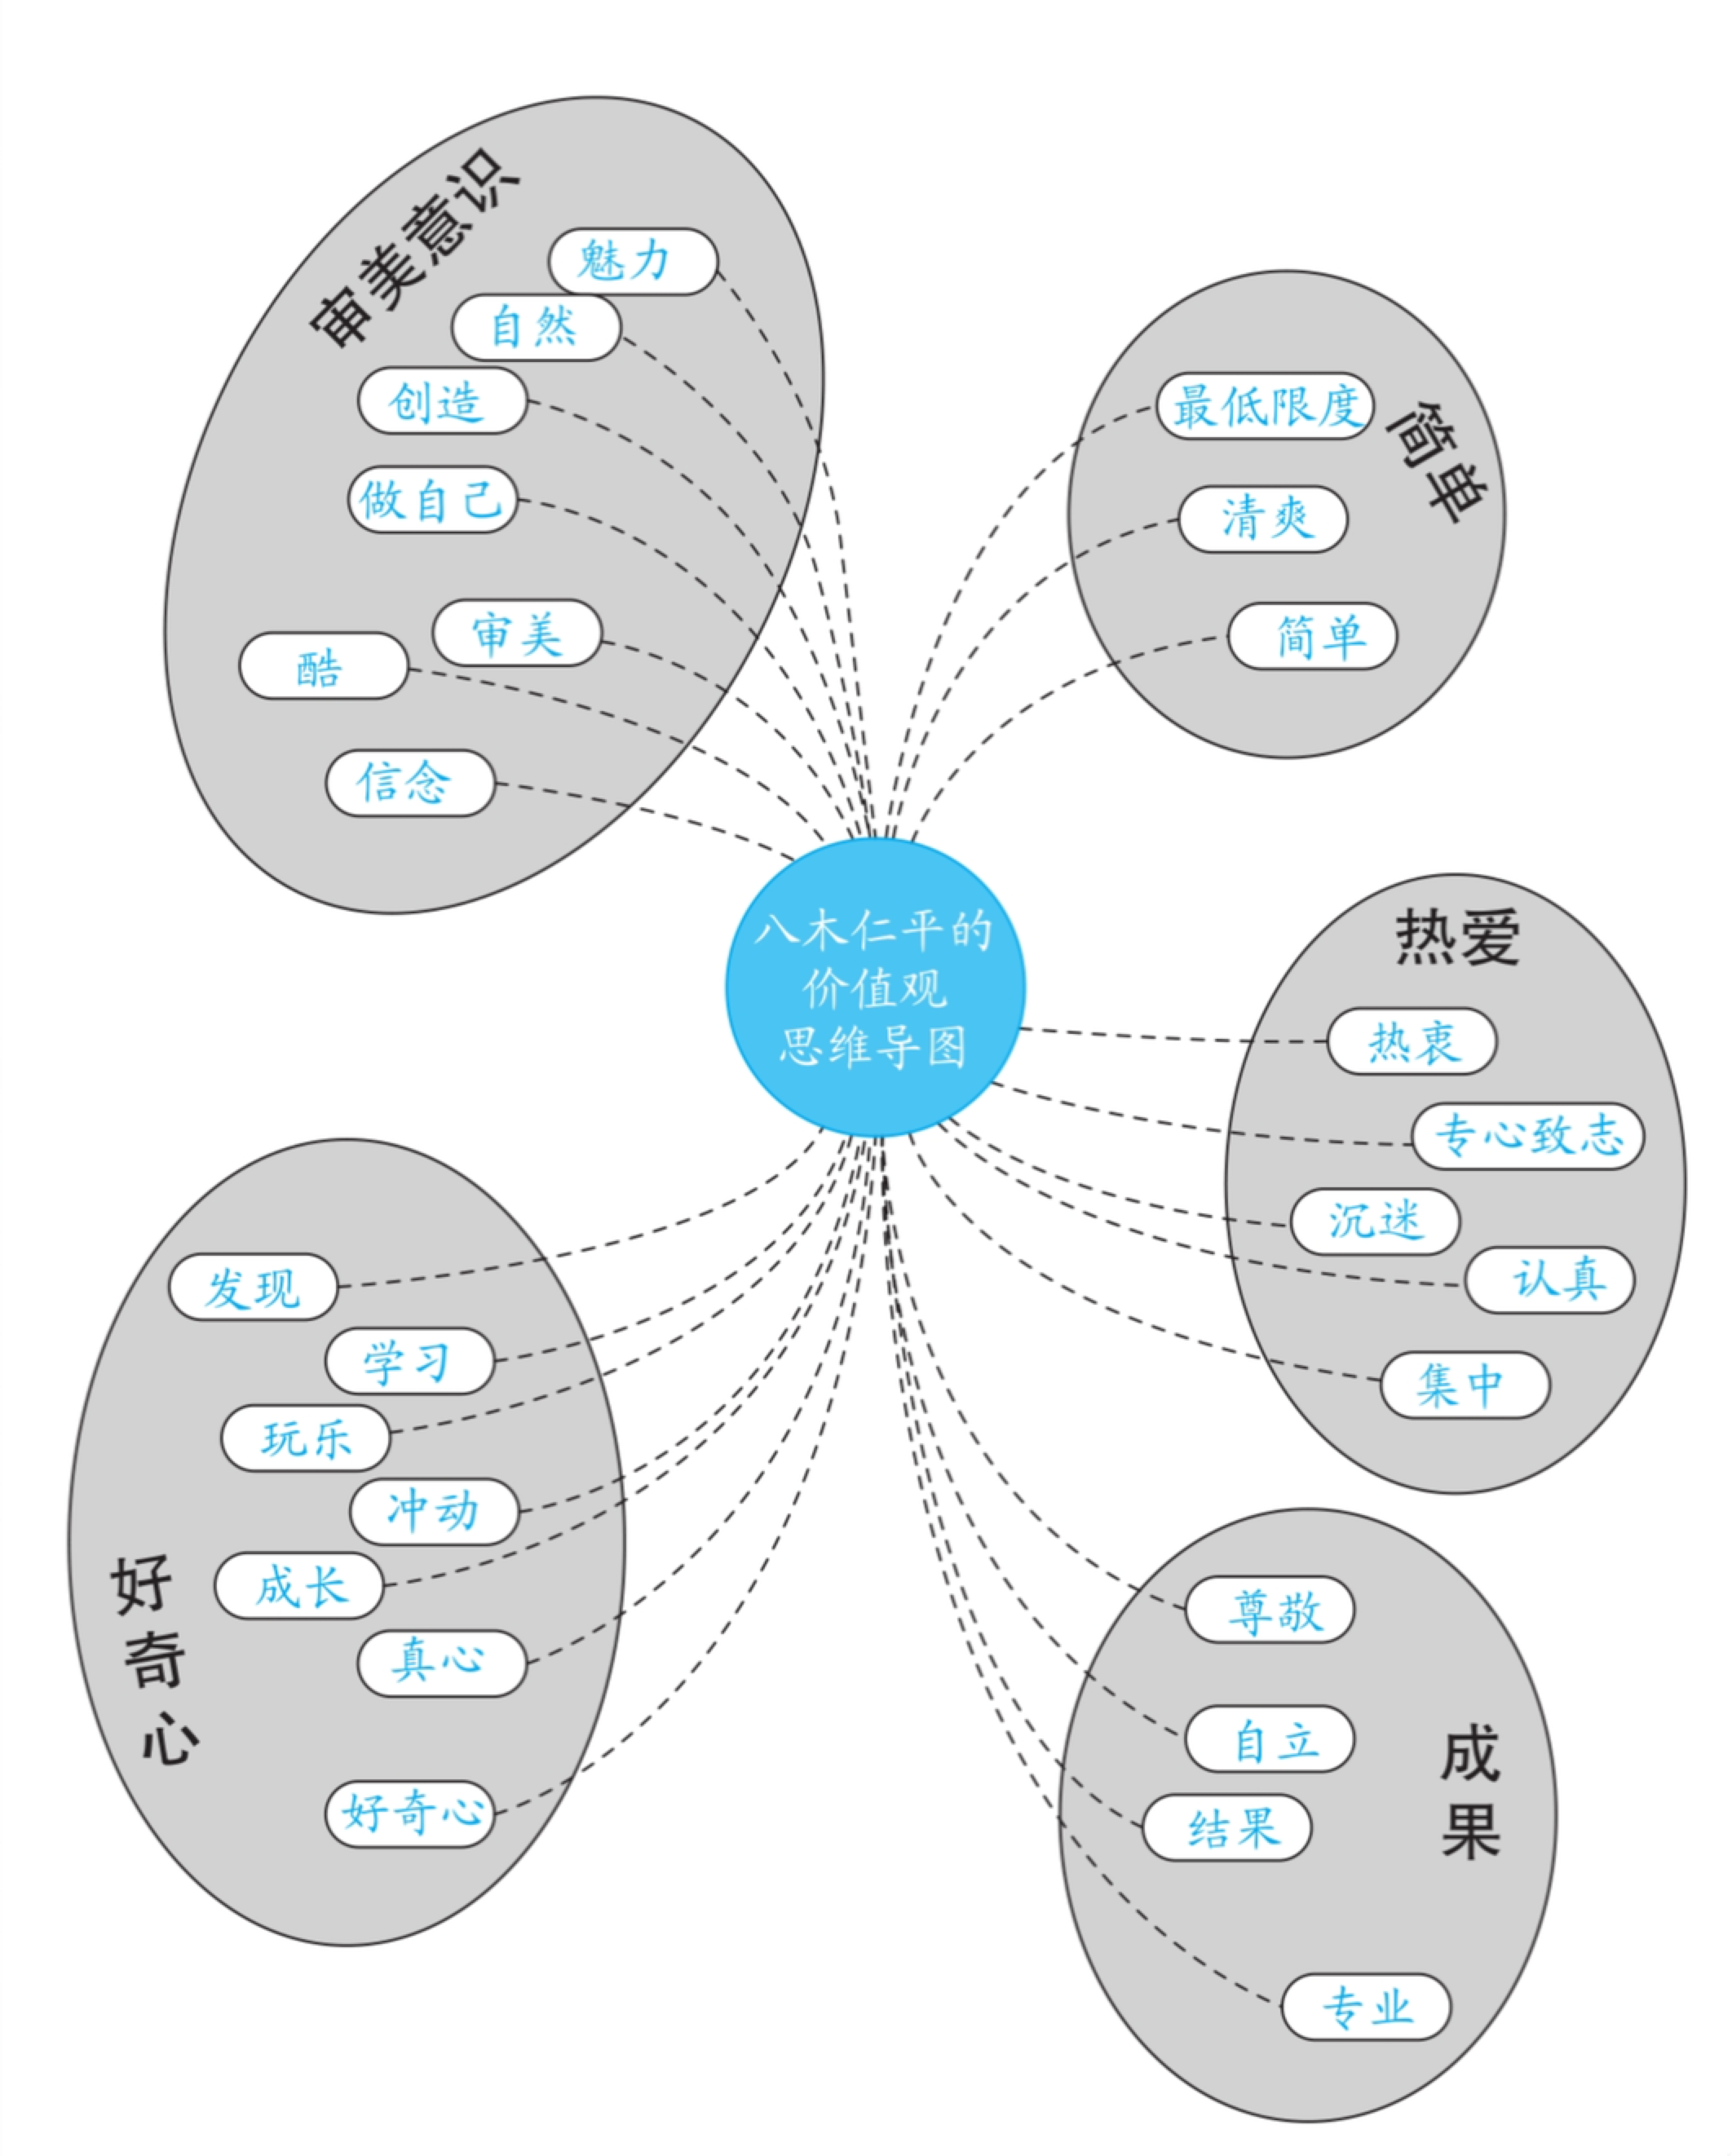 审美意识
魅力
自然
创造
做自己
审美
酷
信念
最低限度
简单
清爽
简单
八木仁平的
价值观
思维导图
热爱
热衷
专心致志
沉迷
认真
集中
发现
学习
玩乐
冲动
成长
真心
好奇心
好奇心
尊敬
自立
结果
成果
专业